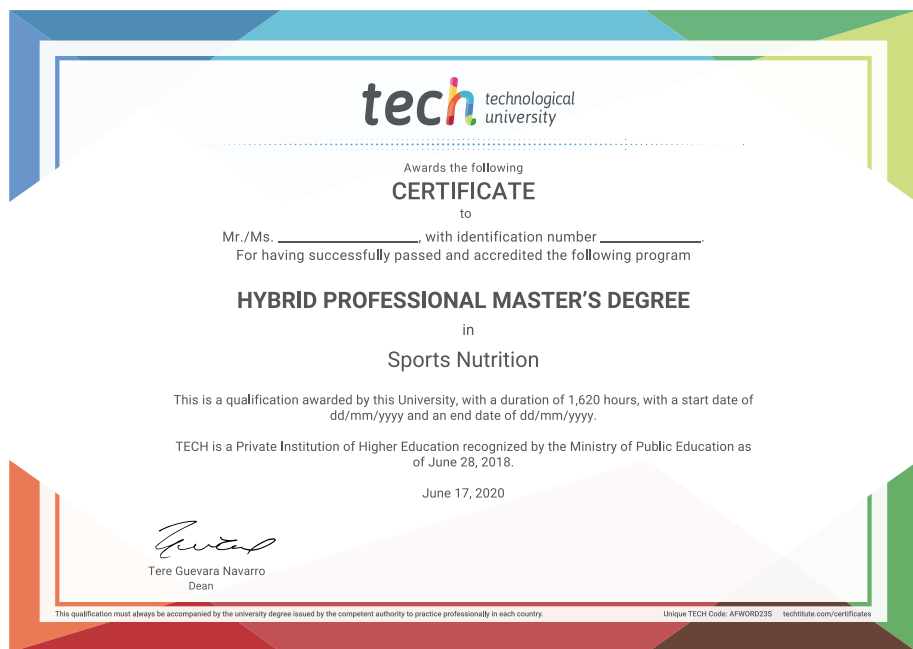 tech technological
university
Awards the following
CERTIFICATE
to
Mr./Ms. ____________________, with identification number ______________.
For having successfully passed and accredited the following program
HYBRID PROFESSIONAL MASTER'S DEGREE
in
Sports Nutrition
This is a qualification awarded by this University, with a duration of 1,620 hours, with a start date of
dd/mm/yyyy and an end date of dd/mm/yyyy.
TECH is a Private Institution of Higher Education recognized by the Ministry of Public Education as
of June 28, 2018.
June 17, 2020
Tere Guevara Navarro
Dean
This qualification must always be accompanied by the university degree issued by the competent authority to practice professionally in each country. Unique TECH Code: AFWORD23S techtitute.com/certificates